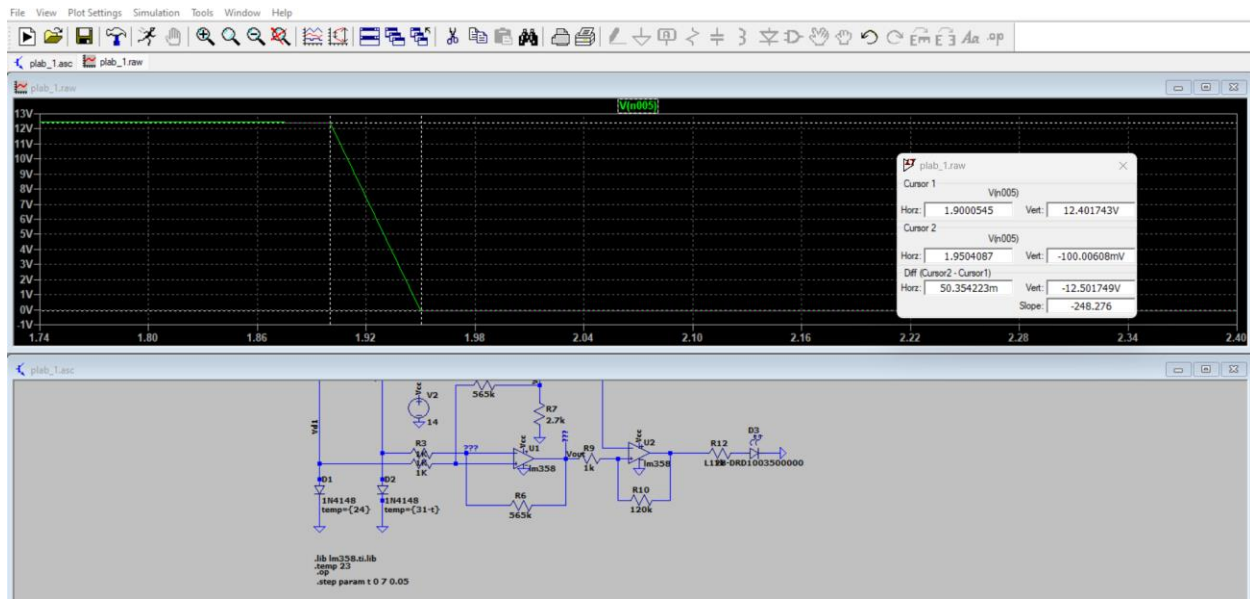 File View Plot Settings Simulation Tools Window Help
plab_1.asc plab_1.raw
plab_1.raw
V(n005)
13V
12V
11V
10V
9V
8V
7V
6V
5V
4V
3V
2V
1V
0V
-1V
1.74 1.80 1.86 1.92 1.98 2.04 2.10 2.16 2.22 2.28 2.34 2.40
plab_1.raw
Cursor 1
V(n005)
Horz: 1.9000545 Vert: 12.401743V
Cursor 2
V(n005)
Horz: 1.9504087 Vert: -100.00608mV
Diff (Cursor2 - Cursor1)
Horz: 50.354223m Vert: -12.501749V
Slope: -248.276
plab_1.asc
Vcc
V2
14
565k
R7
2.7k
Vd1
R3
1K
1K
???
Vcc
U1
lm358
???
Vout
R9
1k
Vcc
U2
lm358
R12
D3
DRD1003500000
D1
1N4148
temp={24}
D2
1N4148
temp={31-t}
R6
565k
R10
120k
.lib lm358.ti.lib
.temp 23
.op
.step param t 0 7 0.05